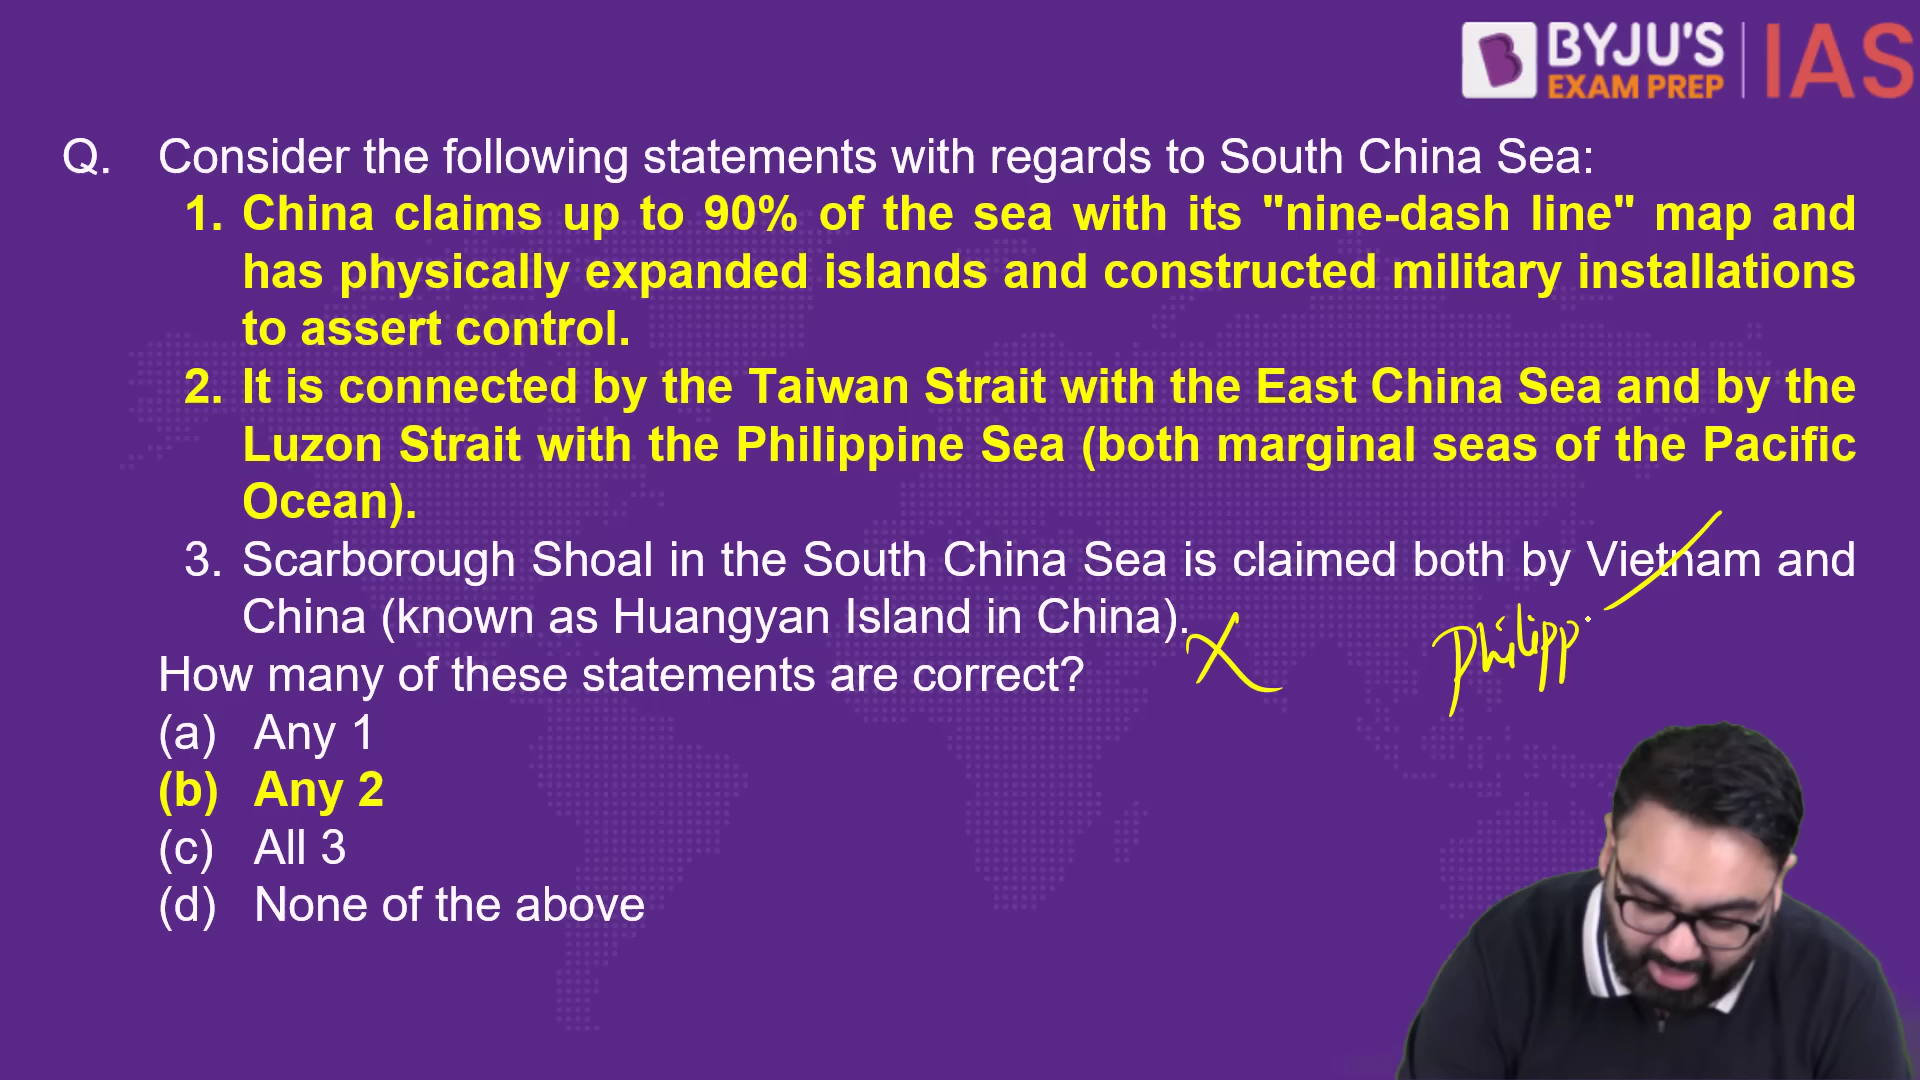 BYJU'S
EXAM PREP
IAS
Q. Consider the following statements with regards to South China Sea:
1. China claims up to 90% of the sea with its "nine-dash line" map and
has physically expanded islands and constructed military installations
to assert control.
2. It is connected by the Taiwan Strait with the East China Sea and by the
Luzon Strait with the Philippine Sea (both marginal seas of the Pacific
Ocean).
3. Scarborough Shoal in the South China Sea is claimed both by Vietnam and
China (known as Huangyan Island in China).
Philipp
How many of these statements are correct?
(a) Any 1
(b) Any 2
(c) All 3
(d) None of the above